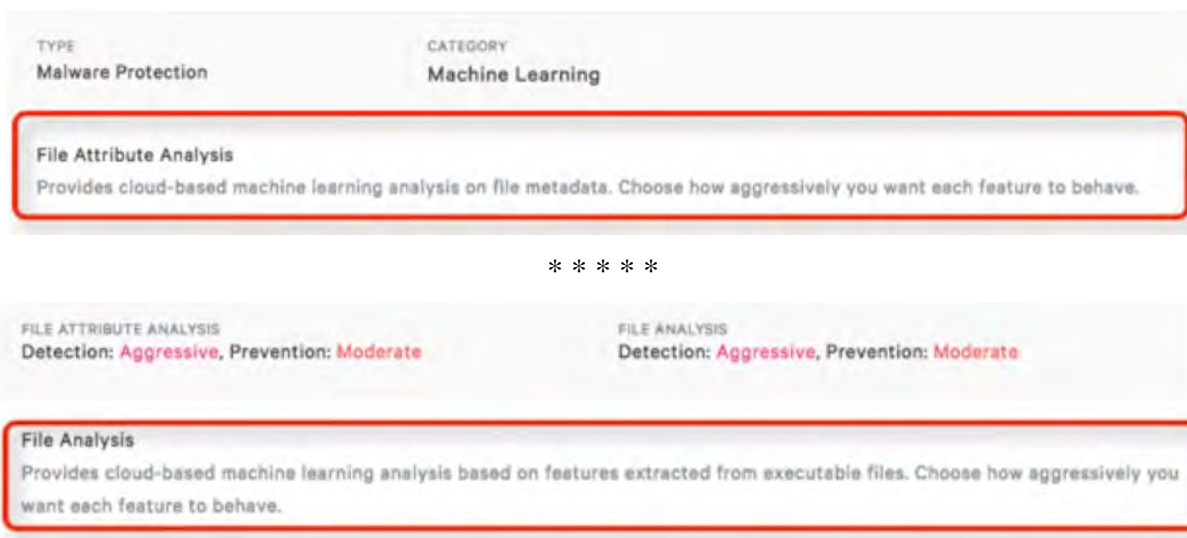 TYPE CATEGORY
Malware Protection Machine Learning
File Attribute Analysis
Provides cloud-based machine learning analysis on file metadata. Choose how aggressively you want each feature to behave.
* * * * *
FILE ATTRIBUTE ANALYSIS FILE ANALYSIS
Detection: Aggressive, Prevention: Moderate Detection: Aggressive, Prevention: Moderate
File Analysis
Provides cloud-based machine learning analysis based on features extracted from executable files. Choose how aggressively you
want each feature to behave.